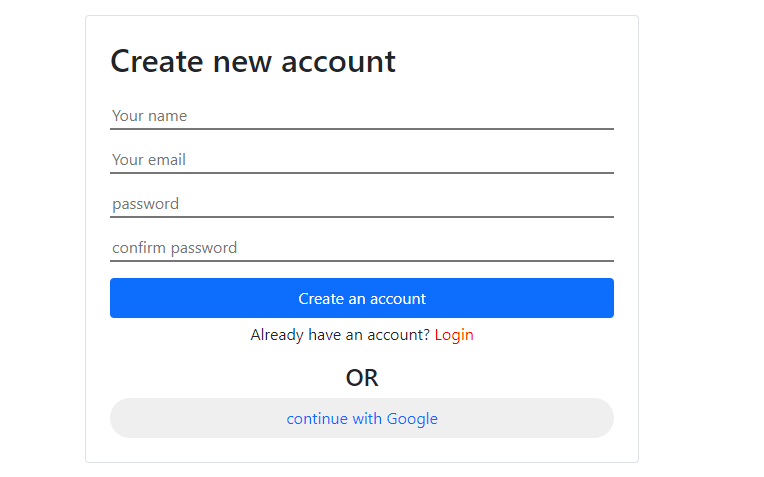 Create new account
Your name
Your email
password
confirm password
Create an account
Already have an account? Login
OR
continue with Google